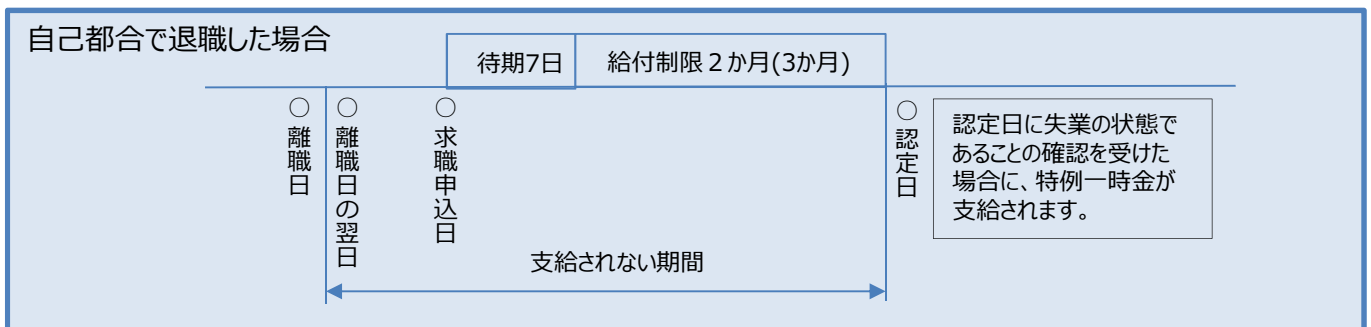 自己都合で退職した場合
待期7日
給付制限２か月(3か月)
○離職日
○離職日の翌日
○求職申込日
○認定日
認定日に失業の状態で
あることの確認を受けた
場合に、特例一時金が
支給されます。
支給されない期間